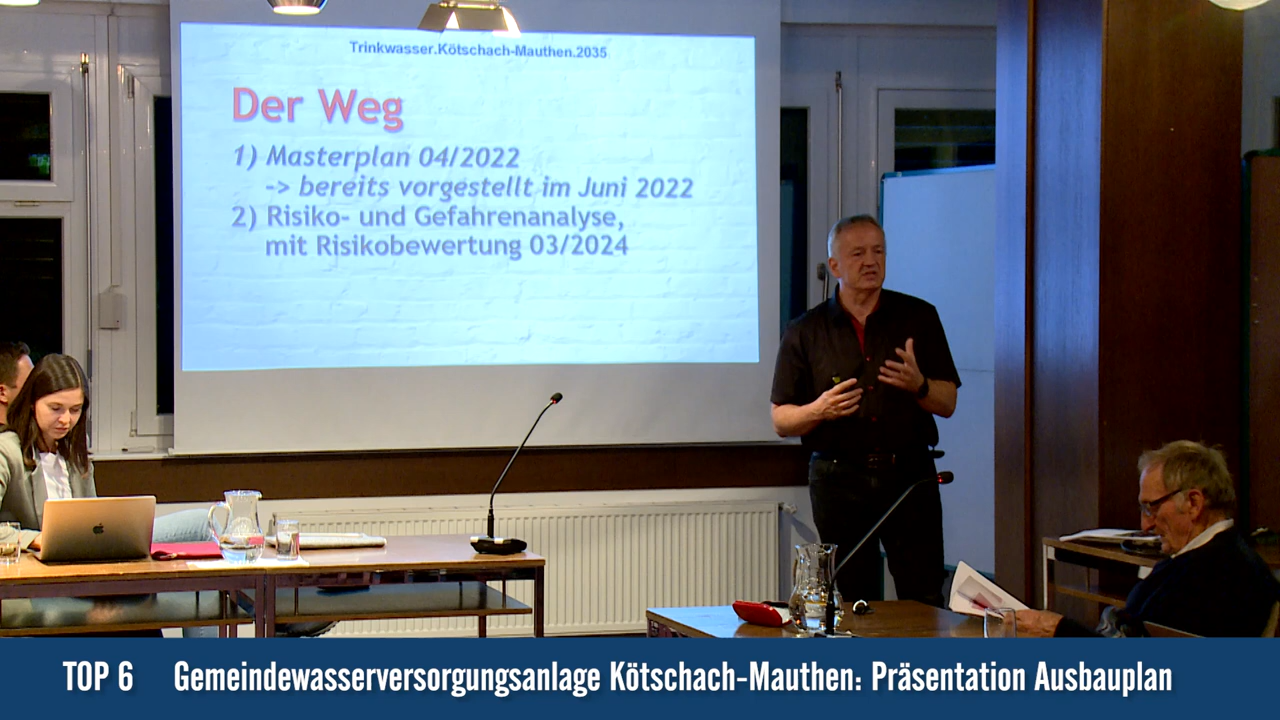 Trinkwasser.Kötschach-Mauthen.2035
Der Weg
1) Masterplan 04/2022
-> bereits vorgestellt im Juni 2022
2) Risiko- und Gefahrenanalyse,
mit Risikobewertung 03/2024
TOP 6 Gemeindewasserversorgungsanlage Kötschach-Mauthen: Präsentation Ausbauplan